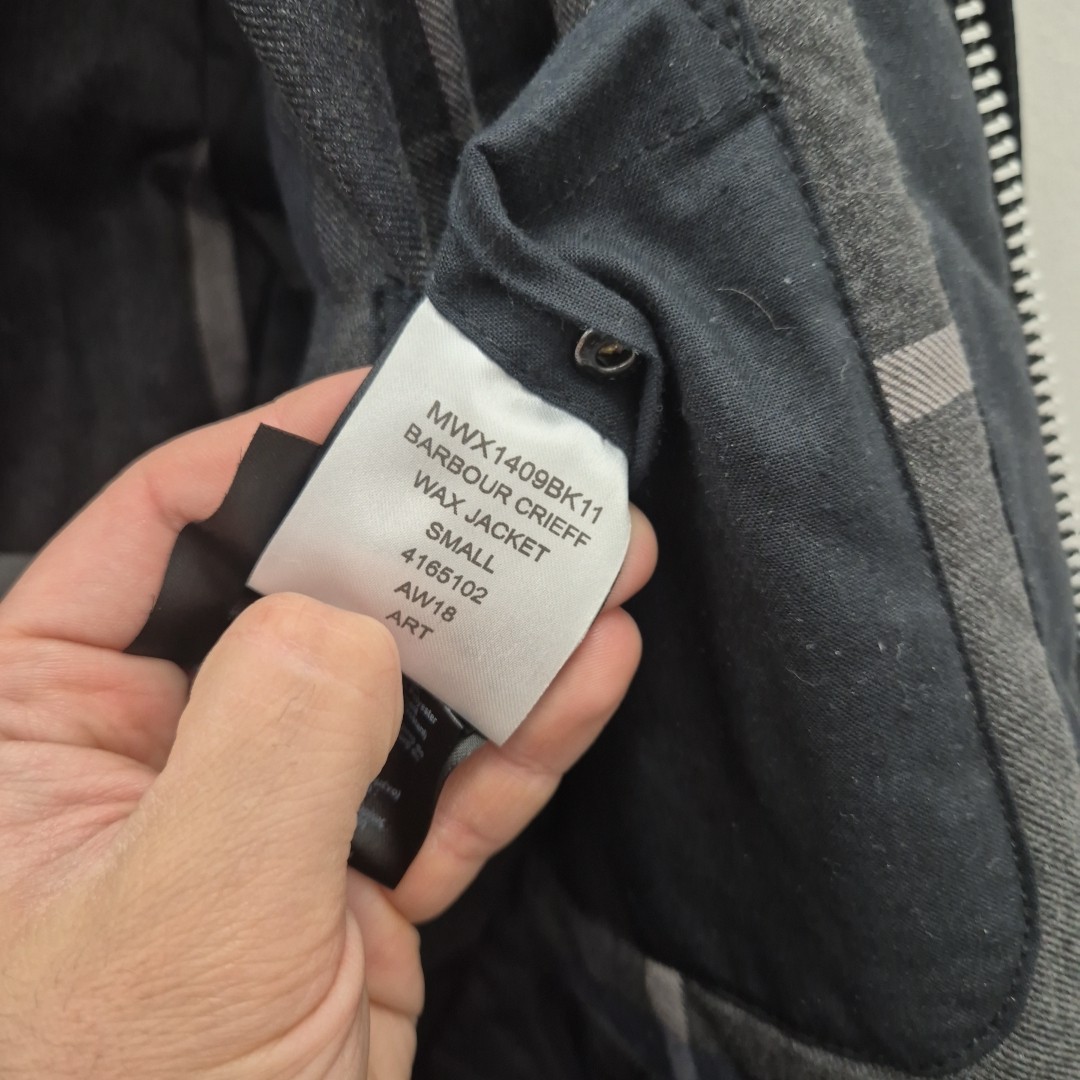 MWX1409BK11
BARBOUR CRIEFF
WAX JACKET
SMALL
4165102
AW18
ART